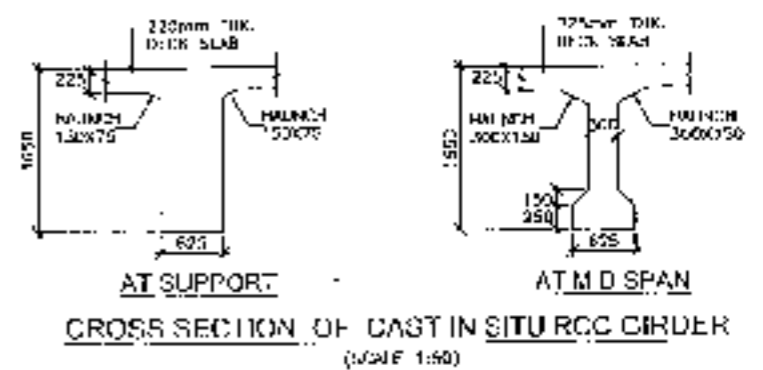 225mm THK.
DECK SLAB
225
HAUNCH
150X75
HAUNCH
150X75
1650
625
AT SUPPORT
225mm THK.
DECK SLAB
225
HAUNCH
300X150
300
HAUNCH
300X150
1650
150
250
625
AT MID SPAN
CROSS SECTION OF CAST IN SITU RCC GIRDER
(SCALE 1:50)